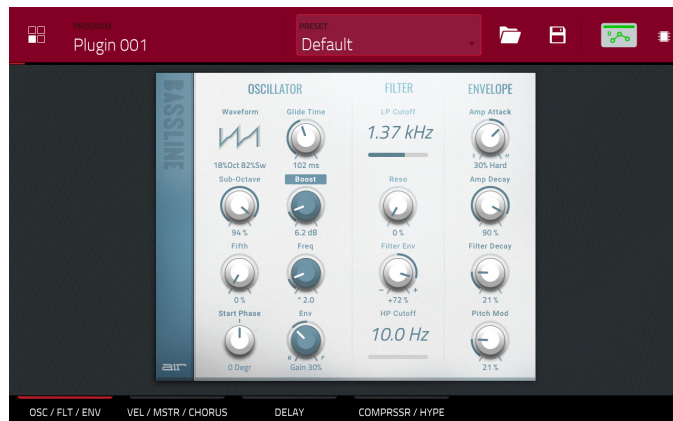 PROGRAM
Plugin 001
PRESET
Default
BASSLINE
OSCILLATOR
FILTER
ENVELOPE
Waveform
Glide Time
LP Cutoff
Amp Attack
1.37 kHz
S
H
18%Oct 82%Sw
102 ms
30% Hard
Sub-Octave
Boost
Reso
Amp Decay
94 %
6.2 dB
0 %
90 %
Fifth
Freq
Filter Env
Filter Decay
- +
0 %
* 2.0
+72 %
21 %
Start Phase
Env
HP Cutoff
Pitch Mod
10.0 Hz
R
F
0 Degr
Gain 30%
21 %
air
OSC / FLT / ENV
VEL / MSTR / CHORUS
DELAY
COMPRSSR / HYPE